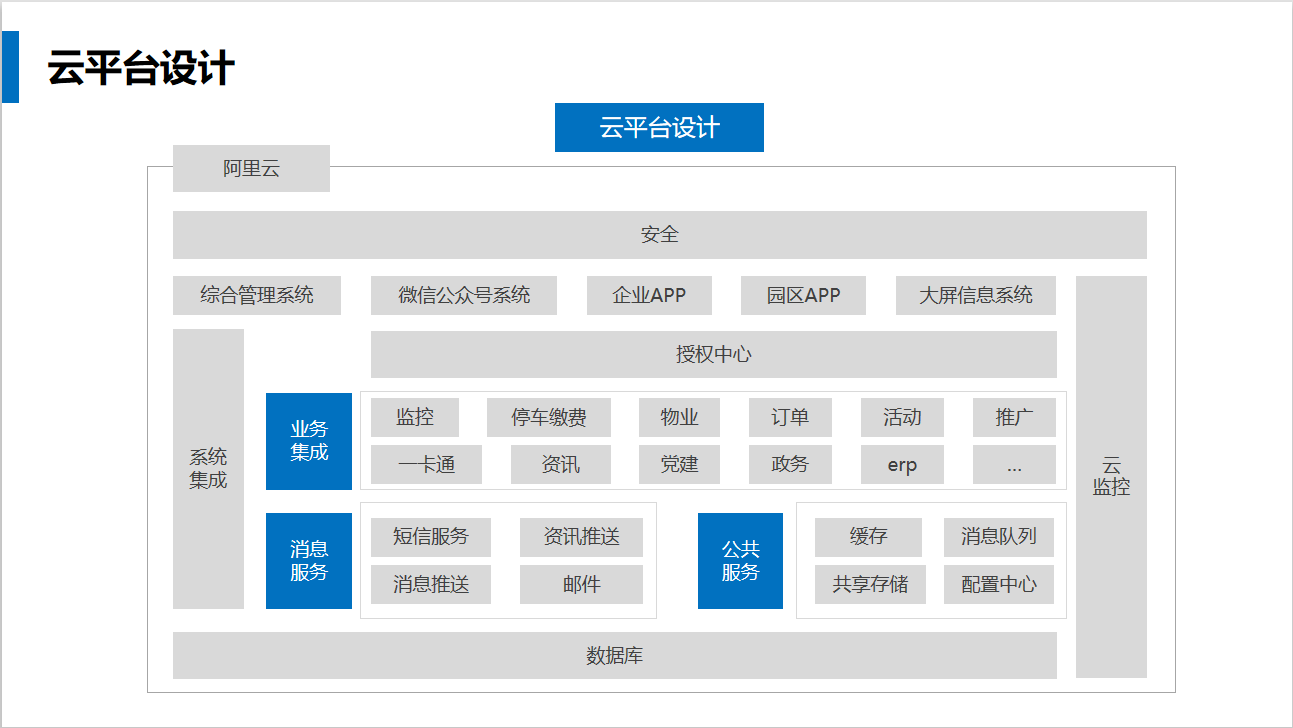 云平台设计
云平台设计
阿里云
安全
综合管理系统
微信公众号系统
企业APP
园区APP
大屏信息系统
授权中心
系统
集成
业务
集成
监控
停车缴费
物业
订单
活动
推广
一卡通
资讯
党建
政务
erp
...
云
监控
消息
服务
短信服务
资讯推送
消息推送
邮件
公共
服务
缓存
消息队列
共享存储
配置中心
数据库